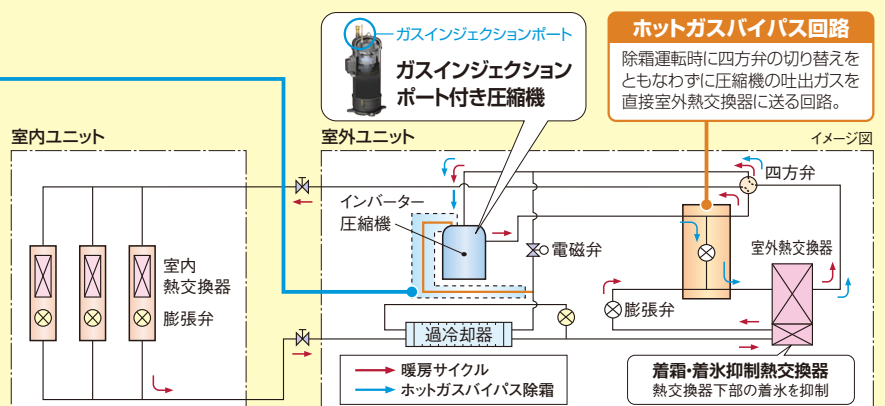 ガスインジェクションポート
ガスインジェクション
ポート付き圧縮機
ホットガスバイパス回路
除霜運転時に四方弁の切り替えを
ともなわずに圧縮機の吐出ガスを
直接室外熱交換器に送る回路。
室内ユニット
室外ユニット
イメージ図
四方弁
インバーター
圧縮機
電磁弁
室外熱交換器
室内
熱交換器
膨張弁
膨張弁
過冷却器
暖房サイクル
ホットガスバイパス除霜
着霜・着氷抑制熱交換器
熱交換器下部の着氷を抑制